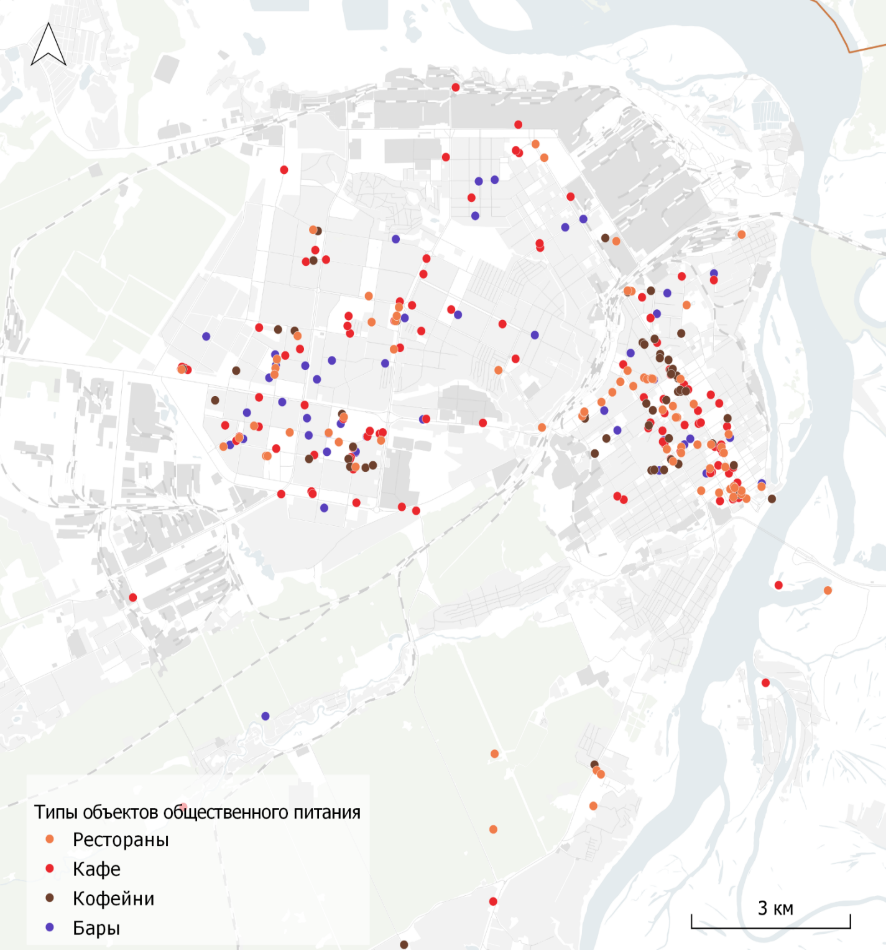 Типы объектов общественного питания
Рестораны
Кафе
Кофейни
Бары
3 км